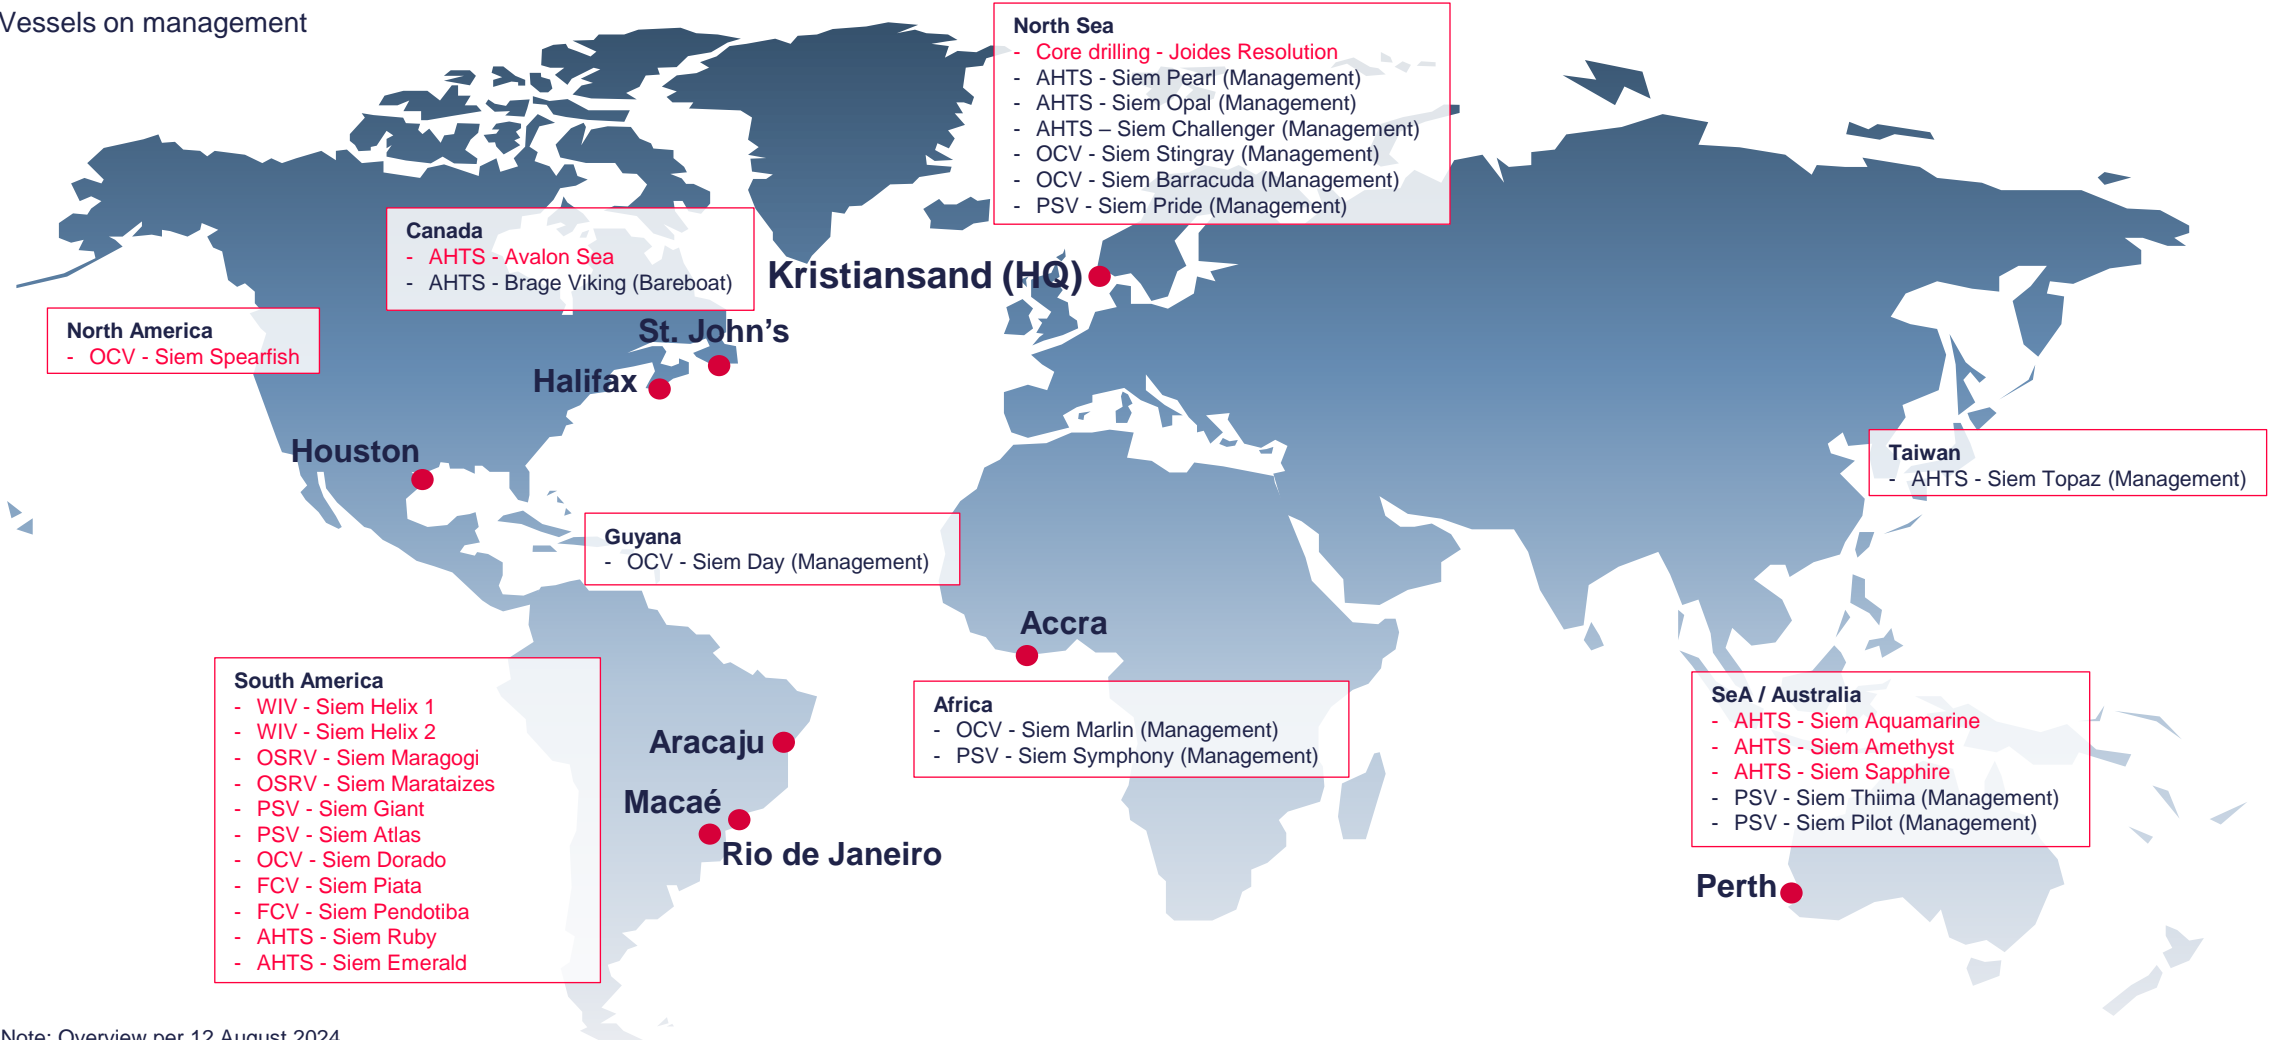 Vessels on management
North Sea
- Core drilling - Joides Resolution
- AHTS - Siem Pearl (Management)
- AHTS - Siem Opal (Management)
- AHTS – Siem Challenger (Management)
- OCV - Siem Stingray (Management)
- OCV - Siem Barracuda (Management)
- PSV - Siem Pride (Management)
Canada
- AHTS - Avalon Sea
- AHTS - Brage Viking (Bareboat)
Kristiansand (HQ)
North America
- OCV - Siem Spearfish
St. John’s
Halifax
Houston
Taiwan
- AHTS - Siem Topaz (Management)
Guyana
- OCV - Siem Day (Management)
Accra
South America
- WIV - Siem Helix 1
- WIV - Siem Helix 2
- OSRV - Siem Maragogi
- OSRV - Siem Marataizes
- PSV - Siem Giant
- PSV - Siem Atlas
- OCV - Siem Dorado
- FCV - Siem Piata
- FCV - Siem Pendotiba
- AHTS - Siem Ruby
- AHTS - Siem Emerald
Aracaju
Macaé
Rio de Janeiro
Africa
- OCV - Siem Marlin (Management)
- PSV - Siem Symphony (Management)
SeA / Australia
- AHTS - Siem Aquamarine
- AHTS - Siem Amethyst
- AHTS - Siem Sapphire
- PSV - Siem Thiima (Management)
- PSV - Siem Pilot (Management)
Perth
Note: Overview per 12 August 2024